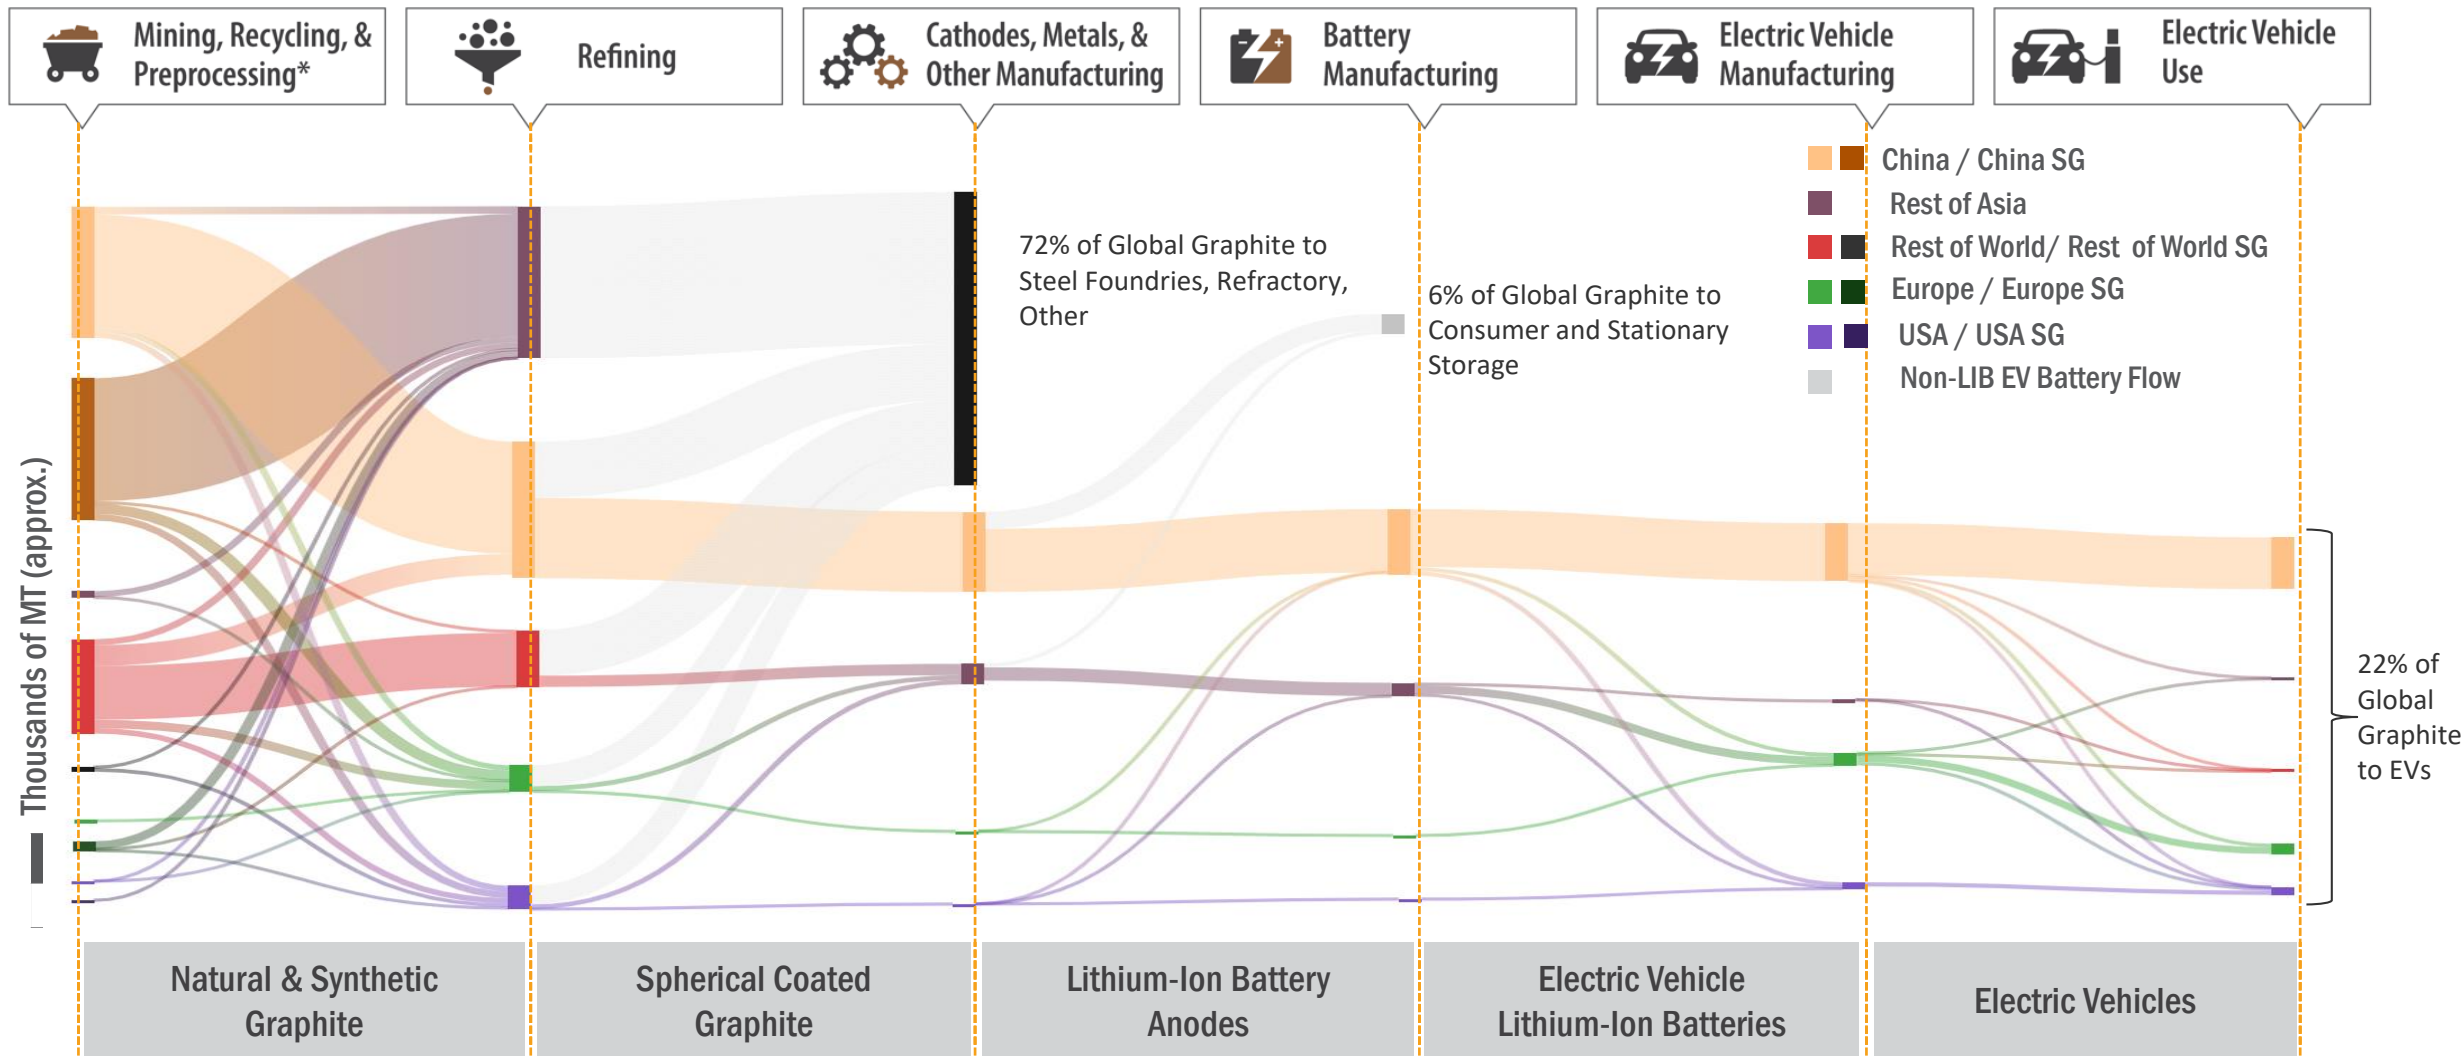 Mining, Recycling, &
Preprocessing*
Refining
Cathodes, Metals, &
Other Manufacturing
Battery
Manufacturing
Electric Vehicle
Manufacturing
Electric Vehicle
Use
China / China SG
Rest of Asia
Rest of World/ Rest of World SG
Europe / Europe SG
USA / USA SG
Non-LIB EV Battery Flow
72% of Global Graphite to
Steel Foundries, Refractory,
Other
6% of Global Graphite to
Consumer and Stationary
Storage
22% of
Global
Graphite
to EVs
Thousands of MT (approx.)
Natural & Synthetic
Graphite
Spherical Coated
Graphite
Lithium-Ion Battery
Anodes
Electric Vehicle
Lithium-Ion Batteries
Electric Vehicles